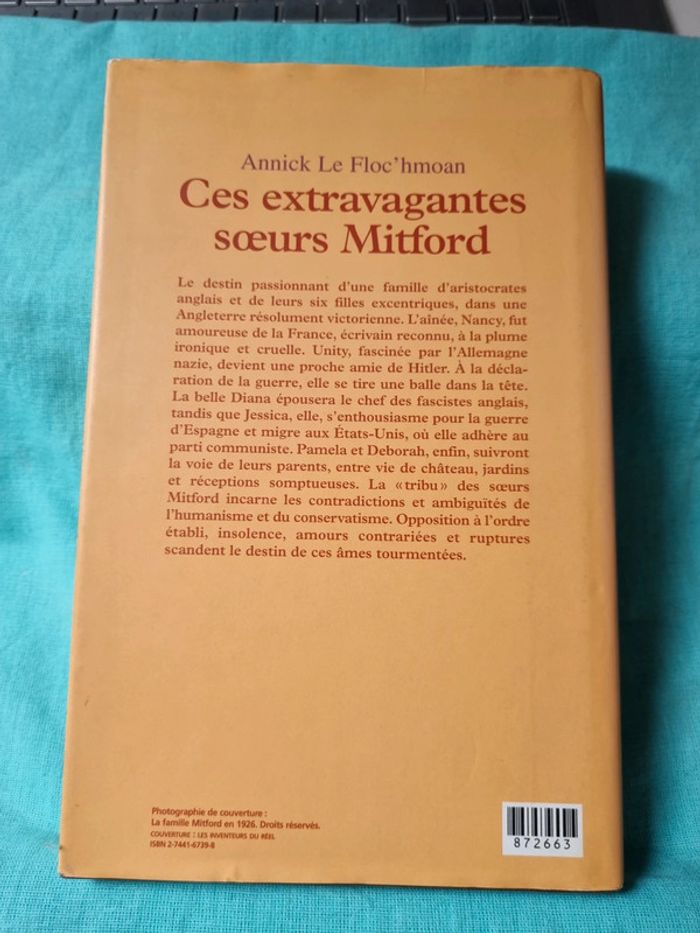 Annick Le Floc'hmoan
Ces extravagantes
sœurs Mitford
Le destin passionnant d'une famille d'aristocrates
anglais et de leurs six filles excentriques, dans une
Angleterre résolument victorienne. L'aînée, Nancy, fut
amoureuse de la France, écrivain reconnu, à la plume
ironique et cruelle. Unity, fascinée par l'Allemagne
nazie, devient une proche amie de Hitler. À la décla-
ration de la guerre, elle se tire une balle dans la tête.
La belle Diana épousera le chef des fascistes anglais,
tandis que Jessica, elle, s'enthousiasme pour la guerre
d'Espagne et migre aux États-Unis, où elle adhère au
parti communiste. Pamela et Deborah, enfin, suivront
la voie de leurs parents, entre vie de château, jardins
et réceptions somptueuses. La «tribu» des sœurs
Mitford incarne les contradictions et ambiguïtés de
l'humanisme et du conservatisme. Opposition à l'ordre
établi, insolence, amours contrariées et ruptures
scandent le destin de ces âmes tourmentées.
Photographie de couverture :
La famille Mitford en 1926. Droits réservés.
COUVERTURE : LES INVENTEURS DU RÉEL
ISBN 2-7441-6739-8
872663